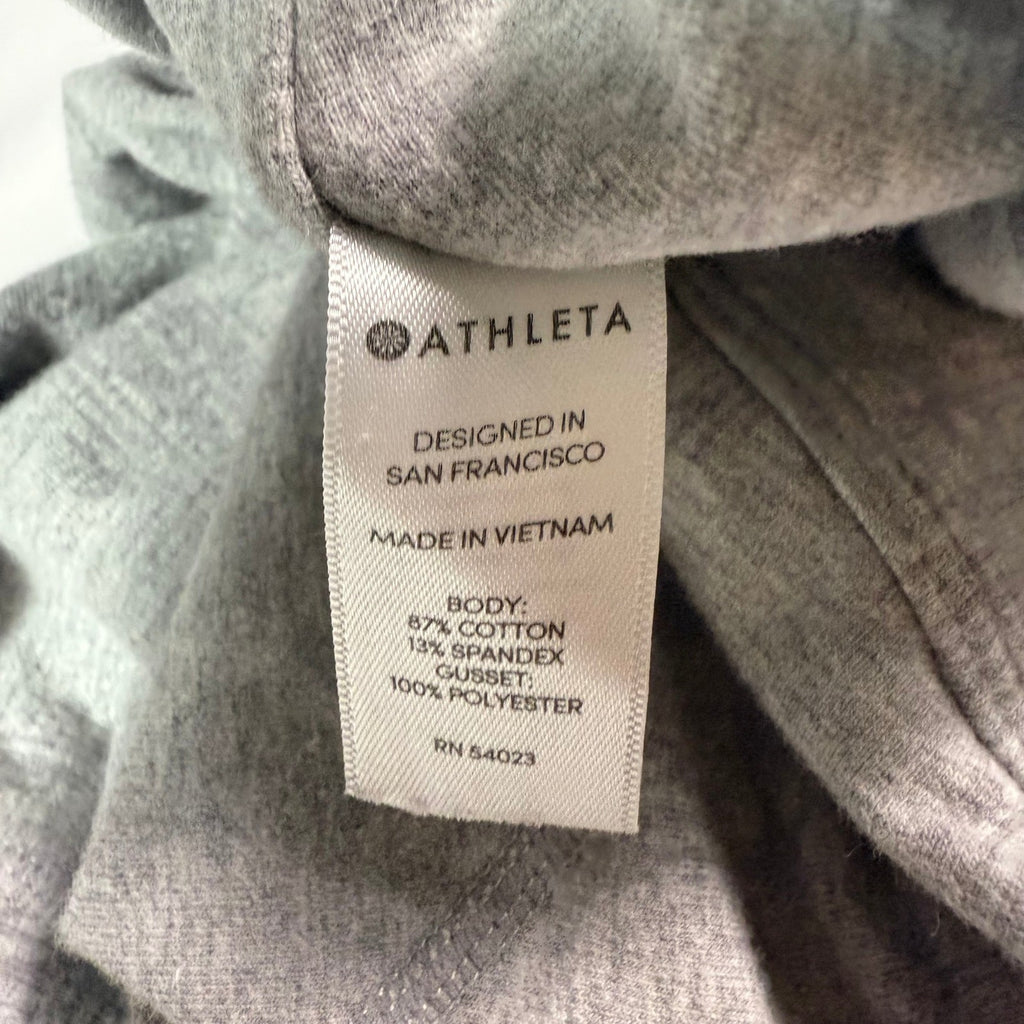 ATHLETA
DESIGNED IN
SAN FRANCISCO
MADE IN VIETNAM
BODY:
87% COTTON
13% SPANDEX
GUSSET:
100% POLYESTER
RN 54023